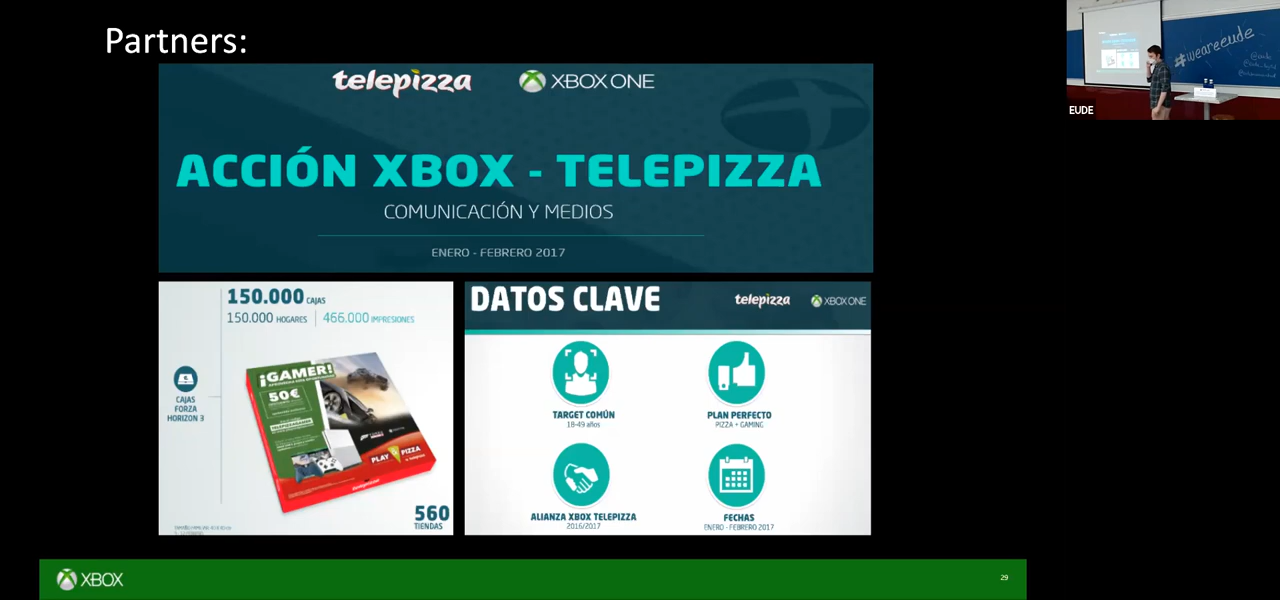 Partners:
telepizza XBOX ONE
ACCIÓN XBOX - TELEPIZZA
COMUNICACIÓN Y MEDIOS
ENERO - FEBRERO 2017
150.000 CAJAS
150.000 HOGARES | 466.000 IMPRESIONES
CAJAS
FORZA
HORIZON 3
¡GAMER!
50€
PLAY PIZZA
560
TIENDAS
DATOS CLAVE telepizza XBOX ONE
TARGET COMÚN
18-49 años
PLAN PERFECTO
PIZZA + GAMING
ALIANZA XBOX TELEPIZZA
2016/2017
FECHAS
ENERO - FEBRERO 2017
XBOX
29
#weareeude
EUDE